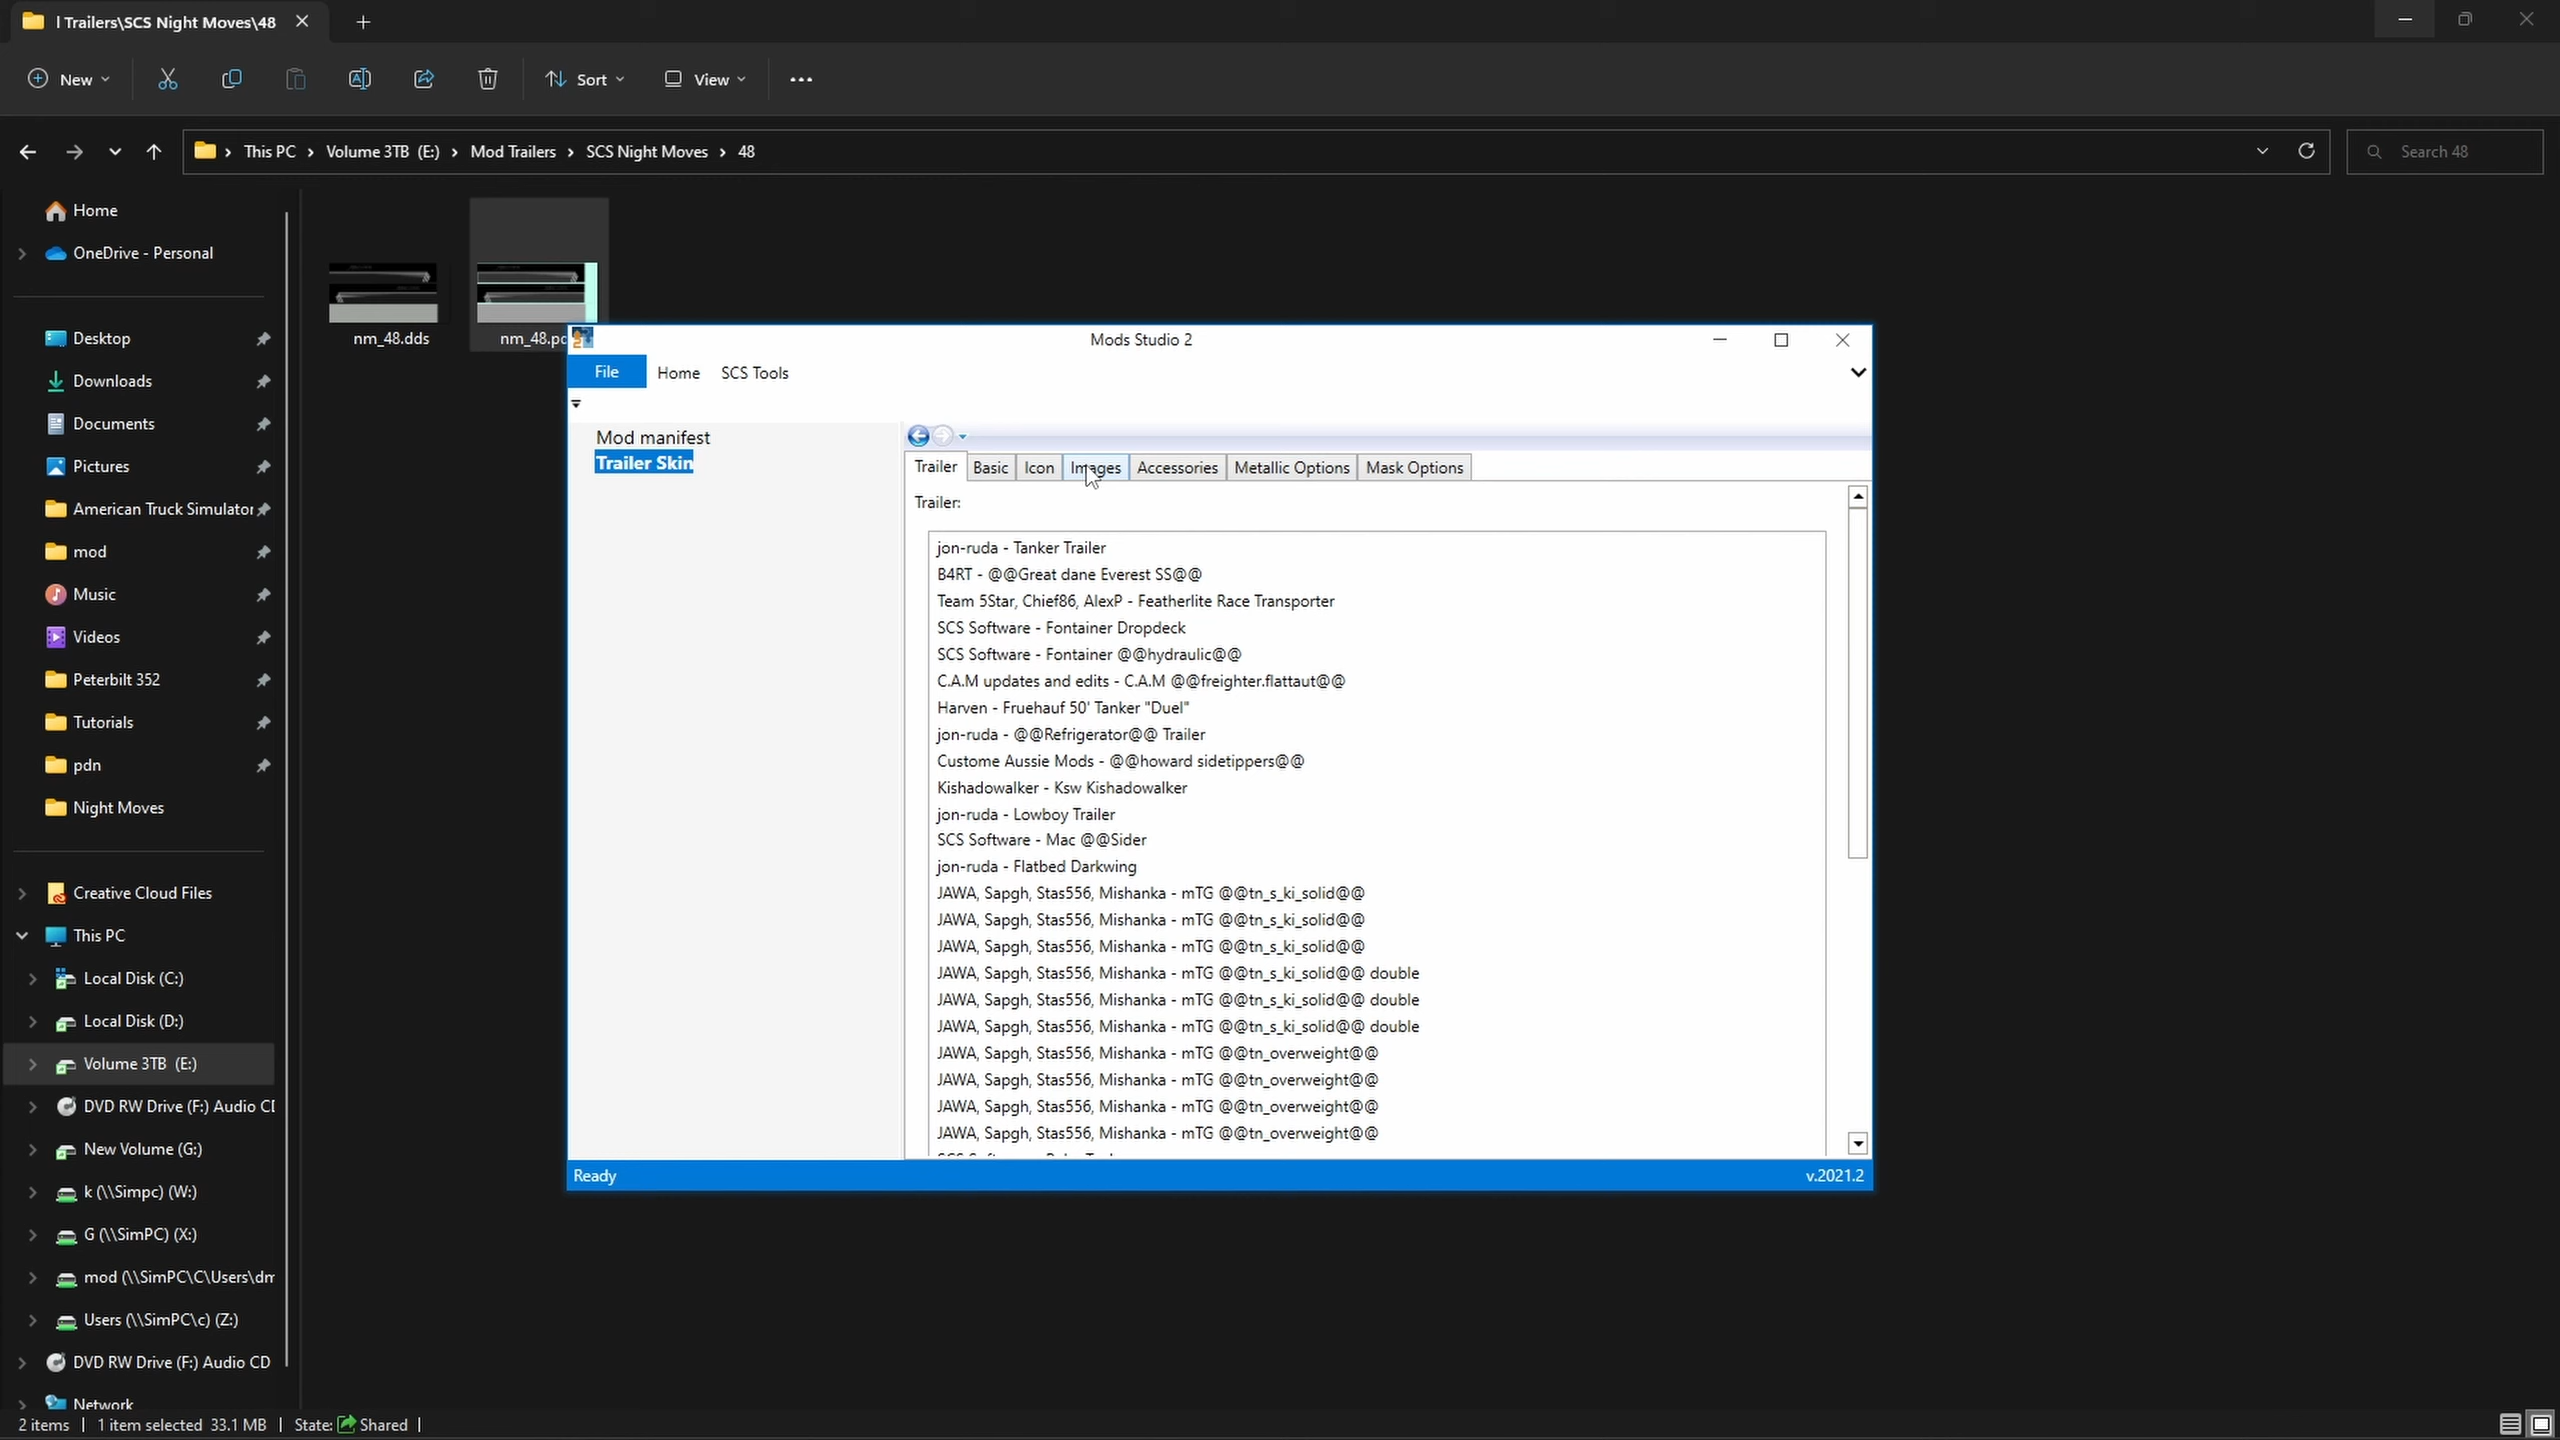 l Trailers\SCS Night Moves\48
New
Sort
View
This PC
Volume 3TB (E:)
Mod Trailers
SCS Night Moves
48
Search 48
Home
OneDrive - Personal
Desktop
Downloads
Documents
Pictures
American Truck Simulator
mod
Music
Videos
Peterbilt 352
Tutorials
pdn
Night Moves
Creative Cloud Files
This PC
Local Disk (C:)
Local Disk (D:)
Volume 3TB (E:)
DVD RW Drive (F:) Audio CD
New Volume (G:)
k (\\Simpc) (W:)
G (\\SimPC) (X:)
mod (\\SimPC\C\Users\dm
Users (\\SimPC\c) (Z:)
DVD RW Drive (F:) Audio CD
Network
nm_48.dds
nm_48.pd
Mods Studio 2
File
Home
SCS Tools
Mod manifest
Trailer Skin
Trailer
Basic
Icon
Images
Accessories
Metallic Options
Mask Options
Trailer:
jon-ruda - Tanker Trailer
B4RT - @@Great dane Everest SS@@
Team 5Star, Chief86, AlexP - Featherlite Race Transporter
SCS Software - Fontainer Dropdeck
SCS Software - Fontainer @@hydraulic@@
C.A.M updates and edits - C.A.M @@freighter.flattaut@@
Harven - Fruehauf 50' Tanker "Duel"
jon-ruda - @@Refrigerator@@ Trailer
Custome Aussie Mods - @@howard sidetippers@@
Kishadowalker - Ksw Kishadowalker
jon-ruda - Lowboy Trailer
SCS Software - Mac @@Sider
jon-ruda - Flatbed Darkwing
JAWA, Sapgh, Stas556, Mishanka - mTG @@tn_s_ki_solid@@
JAWA, Sapgh, Stas556, Mishanka - mTG @@tn_s_ki_solid@@
JAWA, Sapgh, Stas556, Mishanka - mTG @@tn_s_ki_solid@@
JAWA, Sapgh, Stas556, Mishanka - mTG @@tn_s_ki_solid@@ double
JAWA, Sapgh, Stas556, Mishanka - mTG @@tn_s_ki_solid@@ double
JAWA, Sapgh, Stas556, Mishanka - mTG @@tn_s_ki_solid@@ double
JAWA, Sapgh, Stas556, Mishanka - mTG @@tn_overweight@@
JAWA, Sapgh, Stas556, Mishanka - mTG @@tn_overweight@@
JAWA, Sapgh, Stas556, Mishanka - mTG @@tn_overweight@@
JAWA, Sapgh, Stas556, Mishanka - mTG @@tn_overweight@@
Ready
v.2021.2
2 items
1 item selected 33.1 MB
State:
Shared